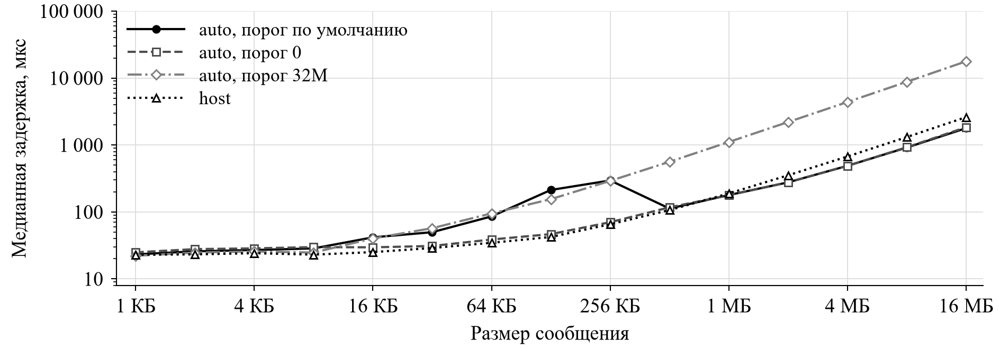 Медианная задержка, мкс
100 000
10 000
1 000
100
10
auto, порог по умолчанию
auto, порог 0
auto, порог 32M
host
1 КБ
4 КБ
16 КБ
64 КБ
256 КБ
1 МБ
4 МБ
16 МБ
Размер сообщения